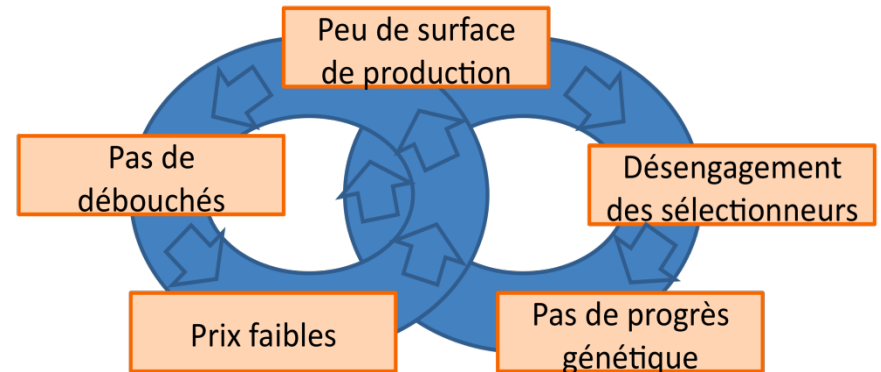 Peu de surface
de production
Pas de
débouchés
Désengagement
des sélectionneurs
Prix faibles
Pas de progrès
génétique